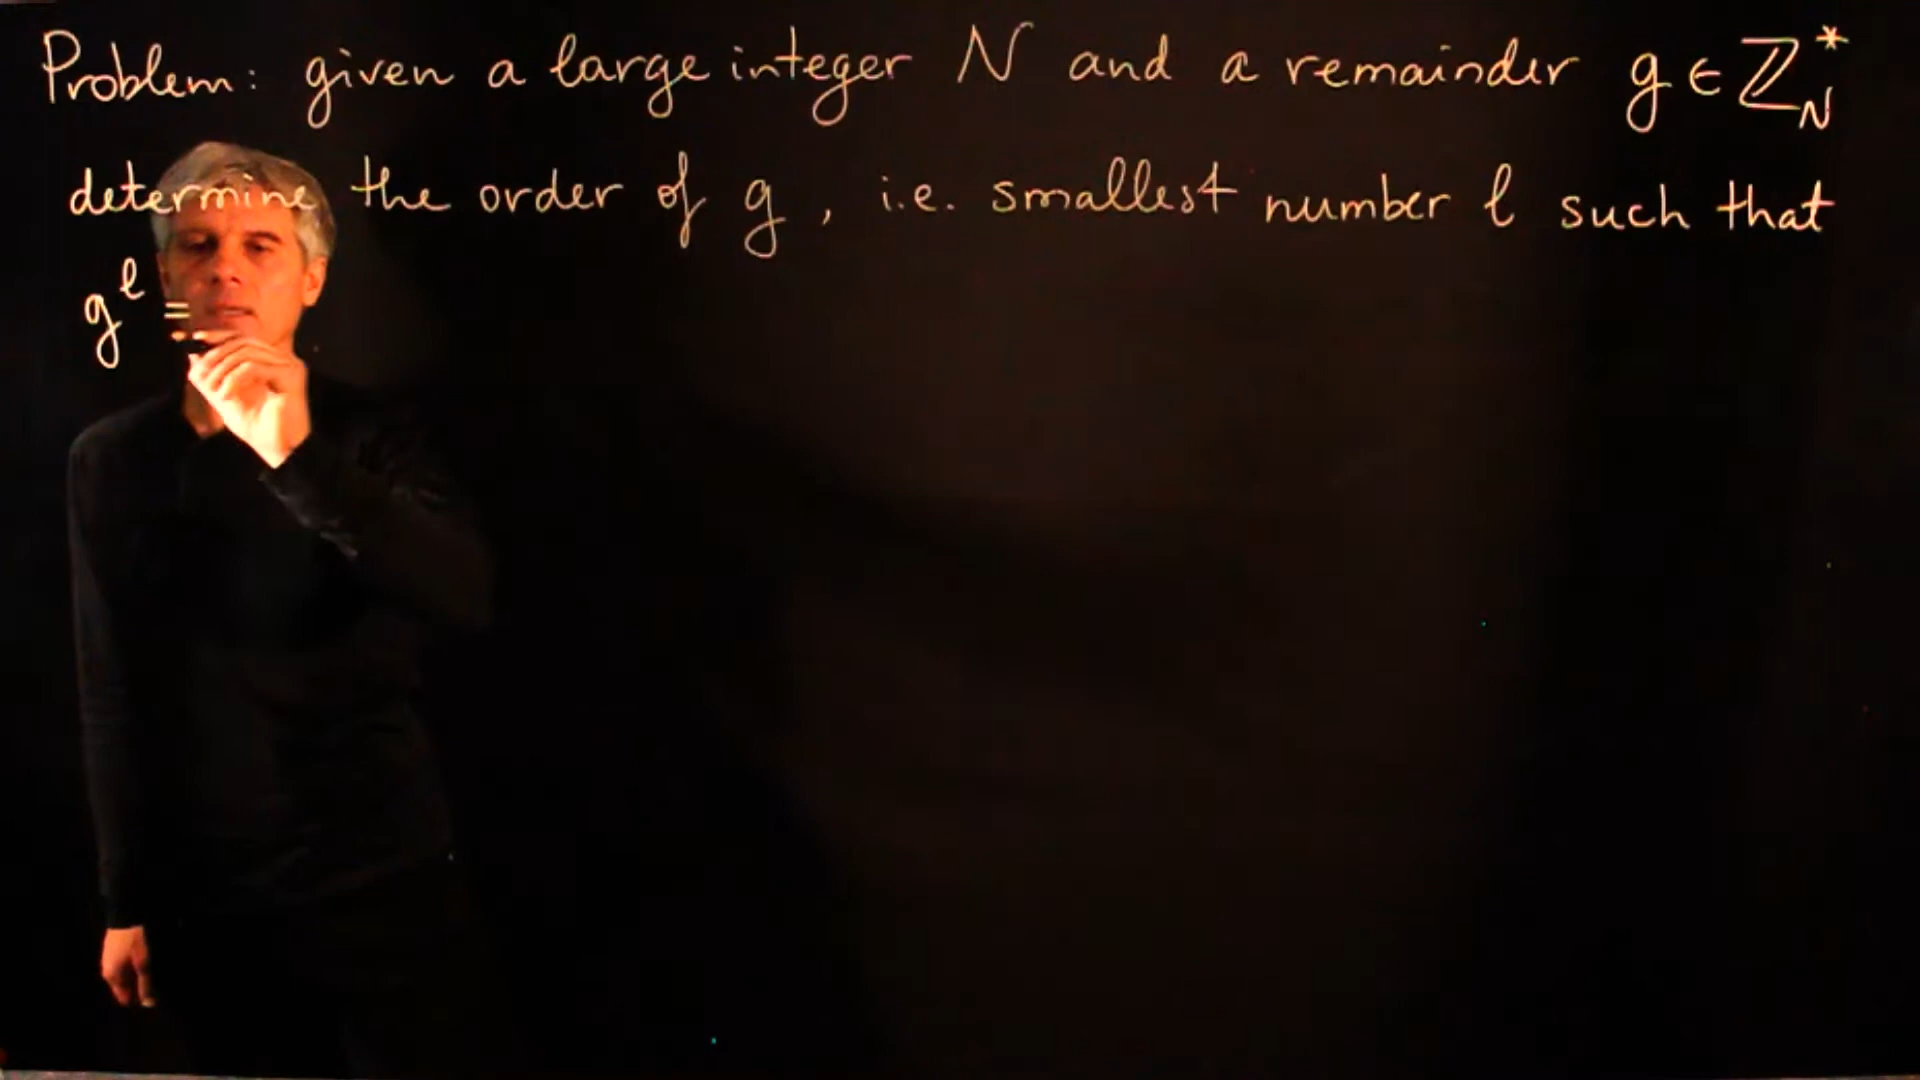 Problem: given a large integer N and a remainder g ∈ ℤ*_N
determine the order of g, i.e. smallest number ℓ such that
g^ℓ =